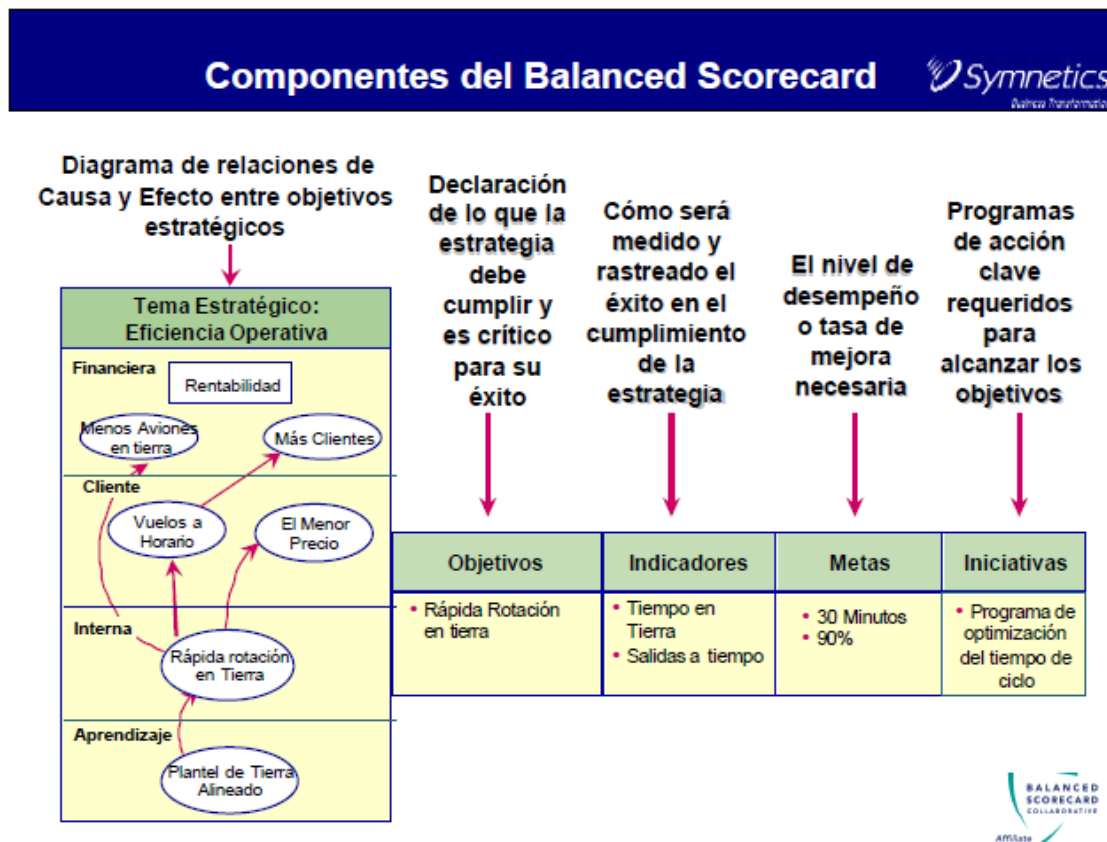 Componentes del Balanced Scorecard
Symnetics
Business Transformation
Diagrama de relaciones de
Causa y Efecto entre objetivos
estratégicos
Declaración
de lo que la
estrategia
debe
cumplir y
es crítico
para su
éxito
Cómo será
medido y
rastreado el
éxito en el
cumplimiento
de la
estrategia
El nivel de
desempeño
o tasa de
mejora
necesaria
Programas
de acción
clave
requeridos
para
alcanzar los
objetivos
Tema Estratégico:
Eficiencia Operativa
Financiera
Rentabilidad
Menos Aviones
en tierra
Más Clientes
Cliente
Vuelos a
Horario
El Menor
Precio
Interna
Rápida rotación
en Tierra
Aprendizaje
Plantel de Tierra
Alineado
Objetivos
Indicadores
Metas
Iniciativas
• Rápida Rotación
en tierra
• Tiempo en
Tierra
• Salidas a tiempo
• 30 Minutos
• 90%
• Programa de
optimización
del tiempo de
ciclo
BALANCED
SCORECARD
COLLABORATIVE
Affiliate